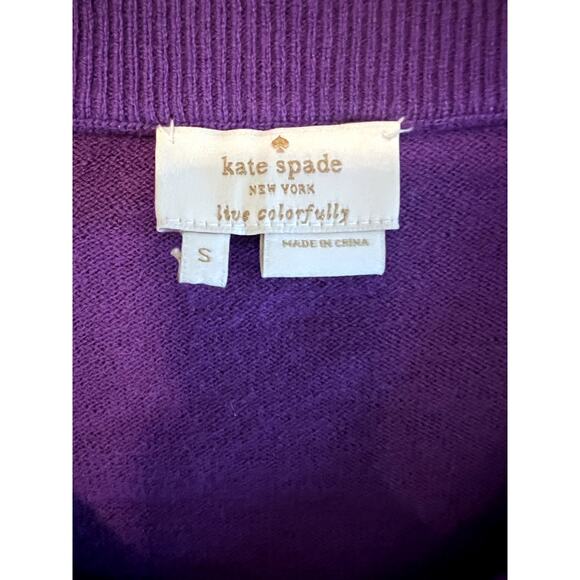 kate spade
NEW YORK
live colorfully
S
MADE IN CHINA